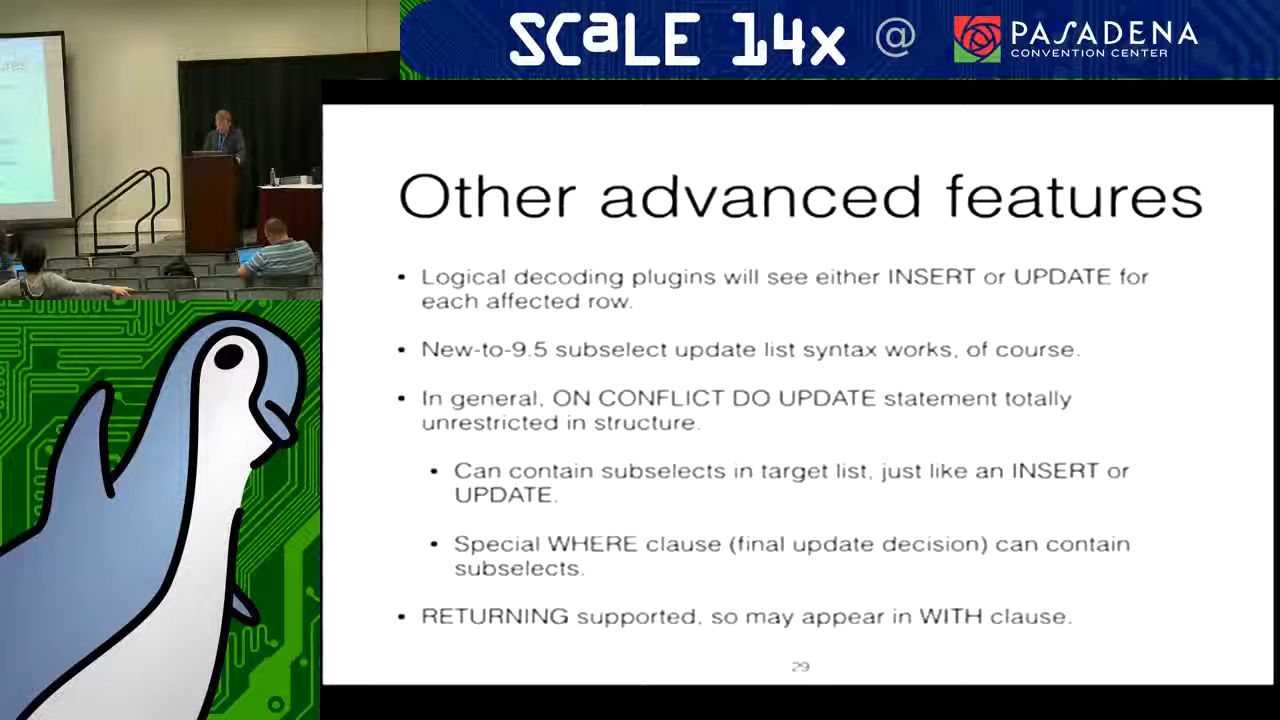 SCaLE 14x @ PASADENA
CONVENTION CENTER
Other advanced features
• Logical decoding plugins will see either INSERT or UPDATE for
each affected row.
• New-to-9.5 subselect update list syntax works, of course.
• In general, ON CONFLICT DO UPDATE statement totally
unrestricted in structure.
• Can contain subselects in target list, just like an INSERT or
UPDATE.
• Special WHERE clause (final update decision) can contain
subselects.
• RETURNING supported, so may appear in WITH clause.
29